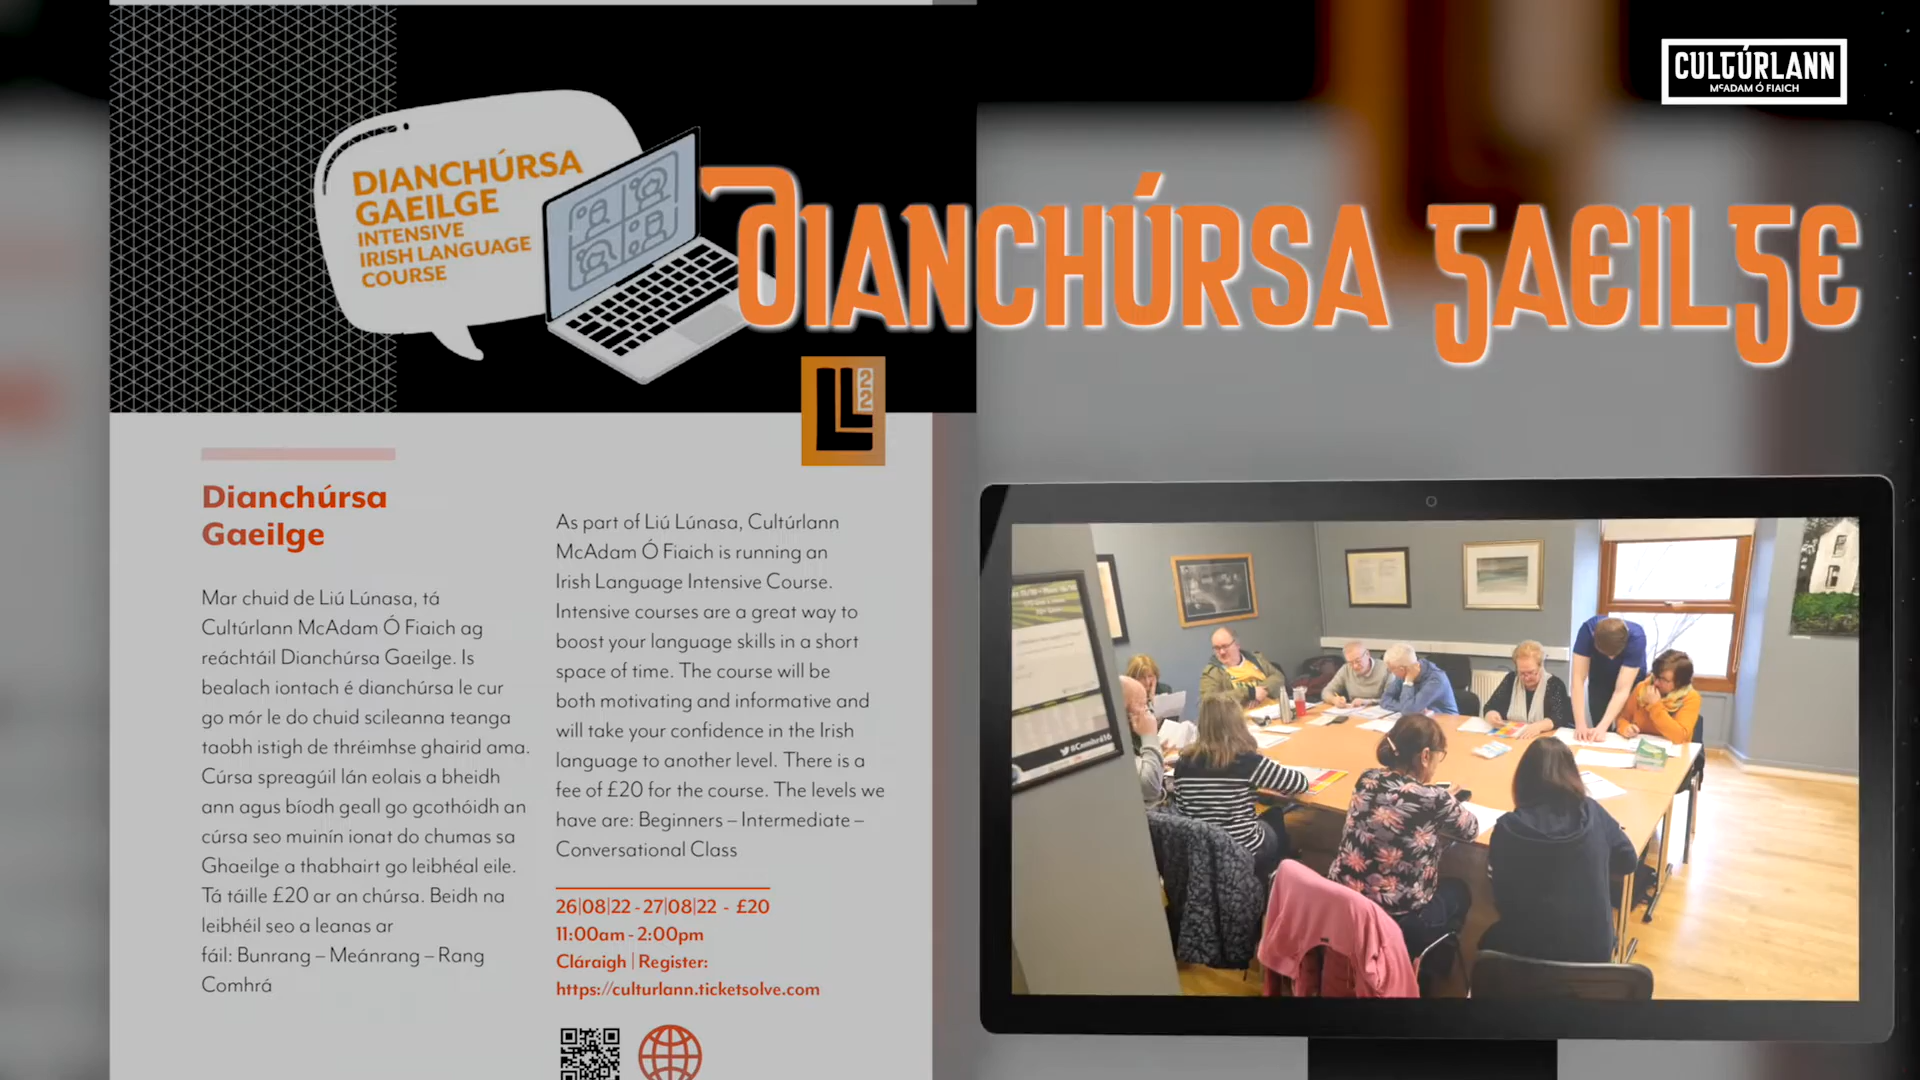 CULTÚRLANN
McADAM Ó FIAICH
DIANCHÚRSA
GAEILGE
INTENSIVE
IRISH LANGUAGE
COURSE
DIANCHÚRSA GAEILGE
LL 22
Dianchúrsa
Gaeilge
Mar chuid de Liú Lúnasa, tá
Cultúrlann McAdam Ó Fiaich ag
reáchtáil Dianchúrsa Gaeilge. Is
bealach iontach é dianchúrsa le cur
go mór le do chuid scileanna teanga
taobh istigh de thréimhse ghairid ama.
Cúrsa spreagúil lán eolais a bheidh
ann agus bíodh geall go gcothóidh an
cúrsa seo muinín ionat do chumas sa
Ghaeilge a thabhairt go leibhéal eile.
Tá táille £20 ar an chúrsa. Beidh na
leibhéil seo a leanas ar
fáil: Bunrang – Meánrang – Rang
Comhrá
As part of Liú Lúnasa, Cultúrlann
McAdam Ó Fiaich is running an
Irish Language Intensive Course.
Intensive courses are a great way to
boost your language skills in a short
space of time. The course will be
both motivating and informative and
will take your confidence in the Irish
language to another level. There is a
fee of £20 for the course. The levels we
have are: Beginners – Intermediate –
Conversational Class
26|08|22 - 27|08|22 - £20
11:00am - 2:00pm
Cláraigh | Register:
https://culturlann.ticketsolve.com